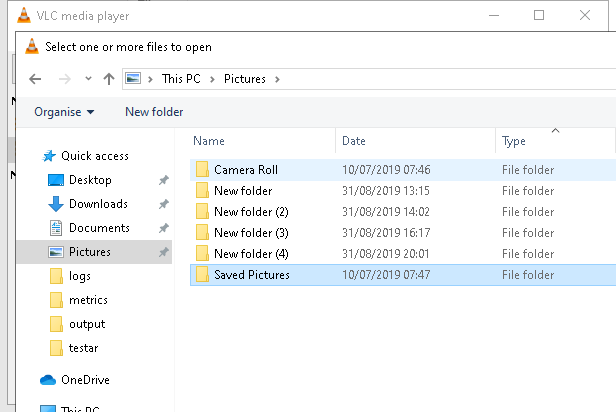 VLC media player
Select one or more files to open
This PC > Pictures >
Organise New folder
Name Date Type
Quick access
Desktop
Downloads
Documents
Pictures
logs
metrics
output
testar
OneDrive
This PC
Camera Roll 10/07/2019 07:46 File folder
New folder 31/08/2019 13:15 File folder
New folder (2) 31/08/2019 14:02 File folder
New folder (3) 31/08/2019 16:17 File folder
New folder (4) 31/08/2019 20:01 File folder
Saved Pictures 10/07/2019 07:47 File folder